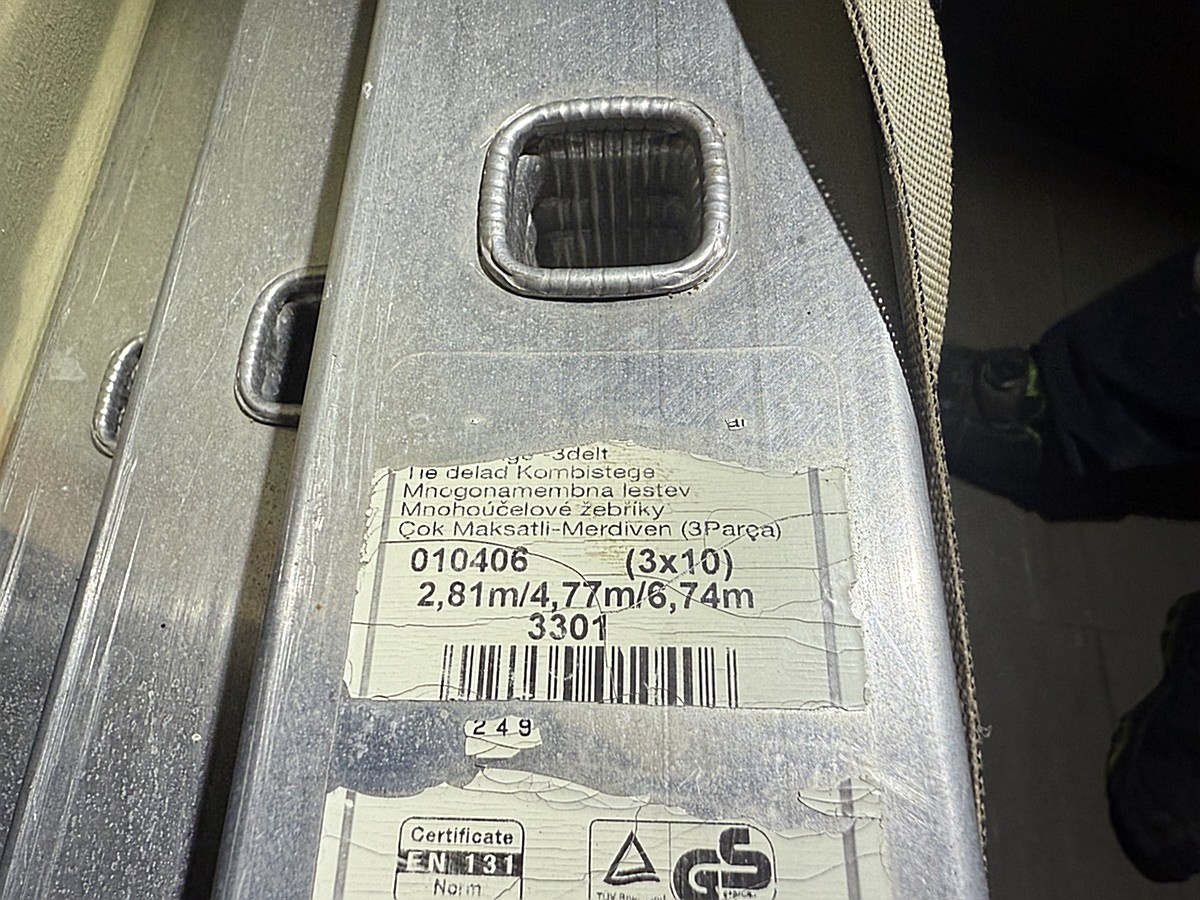 -3delt
delad Kombistege
Mnogonamembna lestev
Mnohoúčelové žebříky
Çok Maksatli-Merdiven (3Parça)
010406 (3x10)
2,81m/4,77m/6,74m
3301
249
Certificate
EN 131
Norm
GS